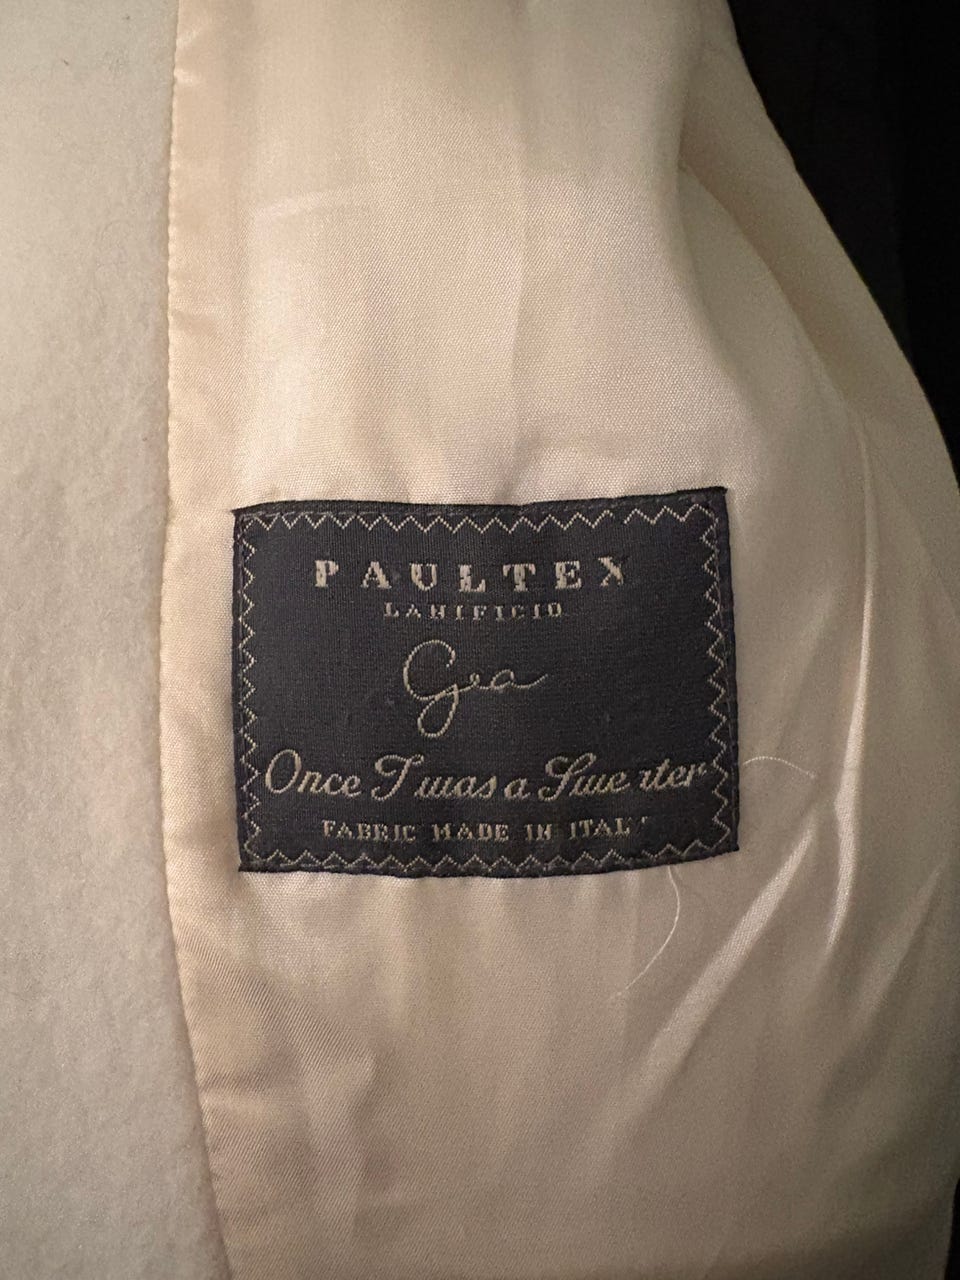 PAULTEX
LANIFICIO
Gea
Once I was a Sweater
FABRIC MADE IN ITALY